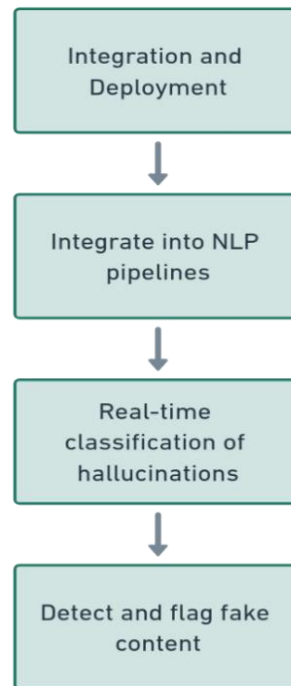 Integration and
Deployment
Integrate into NLP
pipelines
Real-time
classification of
hallucinations
Detect and flag fake
content